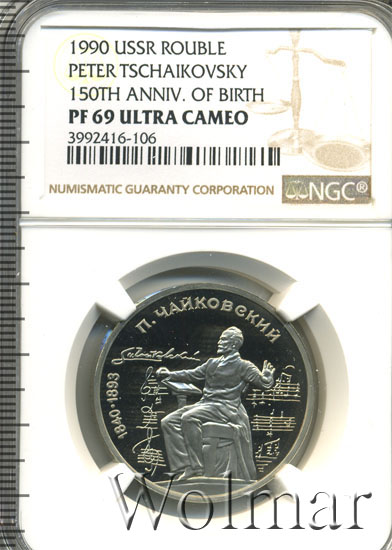 1990 USSR ROUBLE
PETER TSCHAIKOVSKY
150TH ANNIV. OF BIRTH
PF 69 ULTRA CAMEO
3992416-106
NUMISMATIC GUARANTY CORPORATION
NGC®
П. ЧАЙКОВСКИЙ
1840·1893
Wolmar